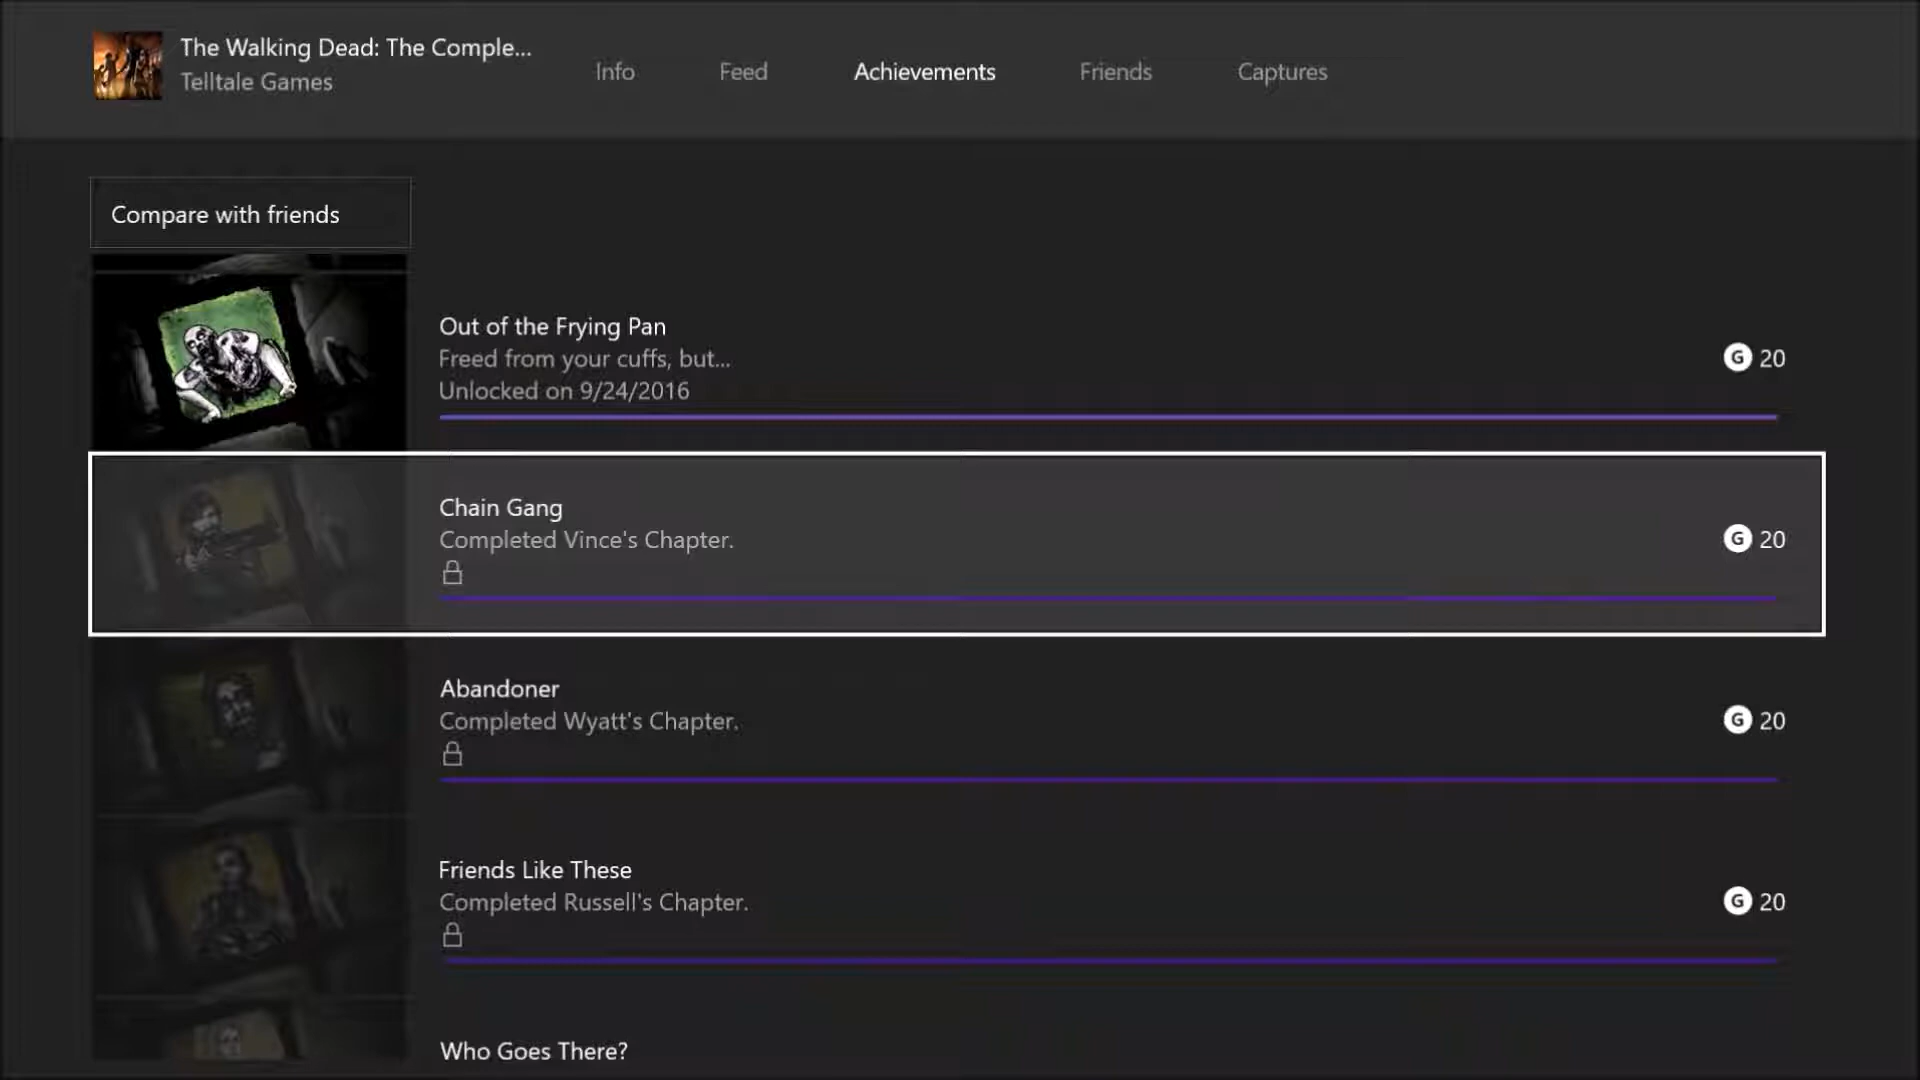 The Walking Dead: The Comple...
Telltale Games
Info
Feed
Achievements
Friends
Captures
Compare with friends
Out of the Frying Pan
Freed from your cuffs, but...
Unlocked on 9/24/2016
G 20
Chain Gang
Completed Vince's Chapter.
G 20
Abandoner
Completed Wyatt's Chapter.
G 20
Friends Like These
Completed Russell's Chapter.
G 20
Who Goes There?